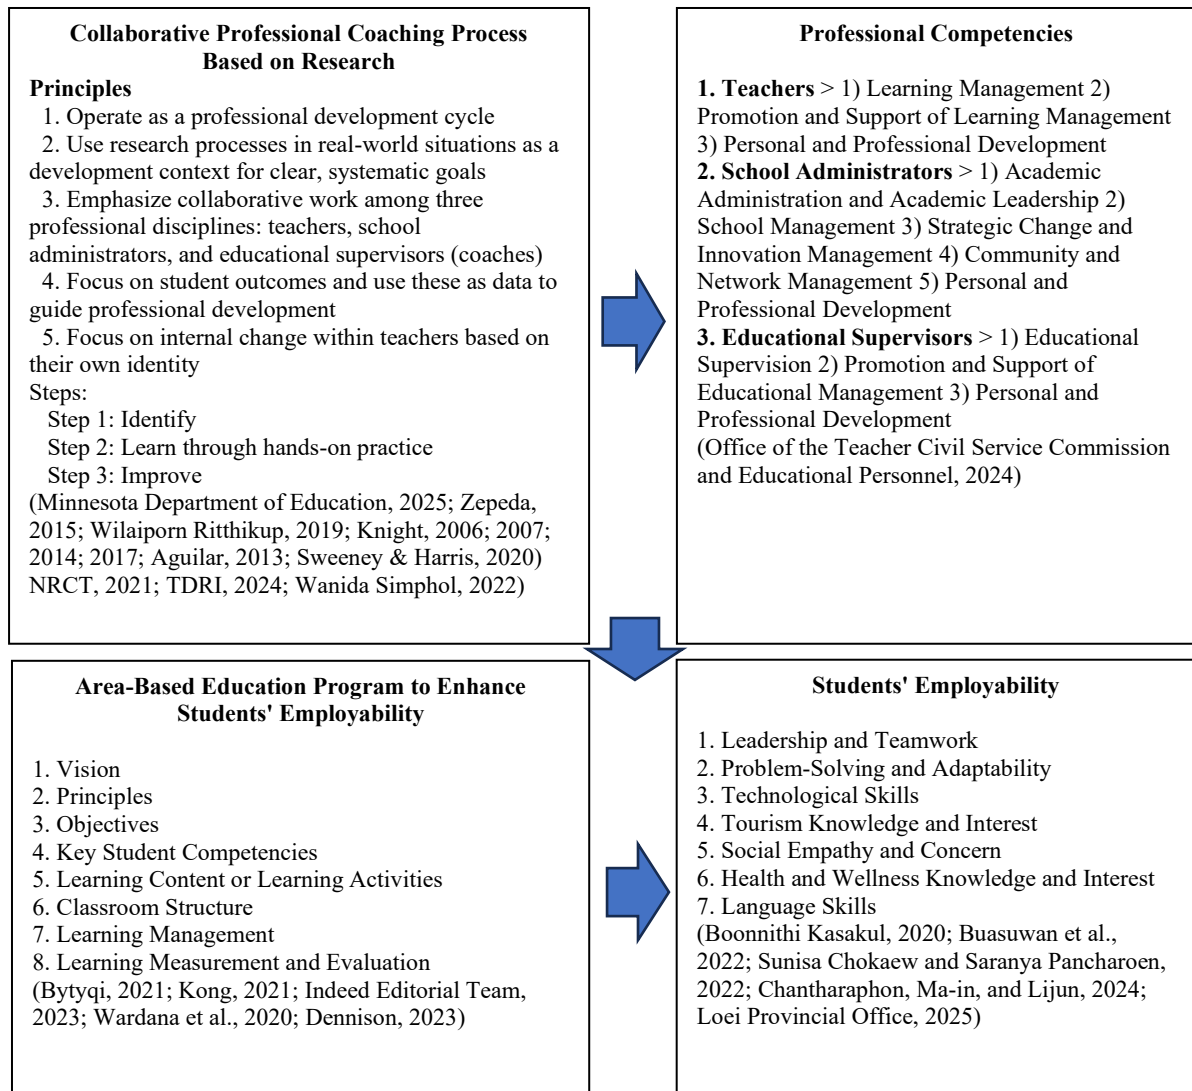 Collaborative Professional Coaching Process
Based on Research
Principles
1. Operate as a professional development cycle
2. Use research processes in real-world situations as a
development context for clear, systematic goals
3. Emphasize collaborative work among three
professional disciplines: teachers, school
administrators, and educational supervisors (coaches)
4. Focus on student outcomes and use these as data to
guide professional development
5. Focus on internal change within teachers based on
their own identity
Steps:
Step 1: Identify
Step 2: Learn through hands-on practice
Step 3: Improve
(Minnesota Department of Education, 2025; Zepeda,
2015; Wilaiporn Ritthikup, 2019; Knight, 2006; 2007;
2014; 2017; Aguilar, 2013; Sweeney & Harris, 2020)
NRCT, 2021; TDRI, 2024; Wanida Simphol, 2022)
Professional Competencies
1. Teachers > 1) Learning Management 2)
Promotion and Support of Learning Management
3) Personal and Professional Development
2. School Administrators > 1) Academic
Administration and Academic Leadership 2)
School Management 3) Strategic Change and
Innovation Management 4) Community and
Network Management 5) Personal and
Professional Development
3. Educational Supervisors > 1) Educational
Supervision 2) Promotion and Support of
Educational Management 3) Personal and
Professional Development
(Office of the Teacher Civil Service Commission
and Educational Personnel, 2024)
Area-Based Education Program to Enhance
Students' Employability
1. Vision
2. Principles
3. Objectives
4. Key Student Competencies
5. Learning Content or Learning Activities
6. Classroom Structure
7. Learning Management
8. Learning Measurement and Evaluation
(Bytyqi, 2021; Kong, 2021; Indeed Editorial Team,
2023; Wardana et al., 2020; Dennison, 2023)
Students' Employability
1. Leadership and Teamwork
2. Problem-Solving and Adaptability
3. Technological Skills
4. Tourism Knowledge and Interest
5. Social Empathy and Concern
6. Health and Wellness Knowledge and Interest
7. Language Skills
(Boonnithi Kasakul, 2020; Buasuwan et al.,
2022; Sunisa Chokaew and Saranya Pancharoen,
2022; Chantharaphon, Ma-in, and Lijun, 2024;
Loei Provincial Office, 2025)